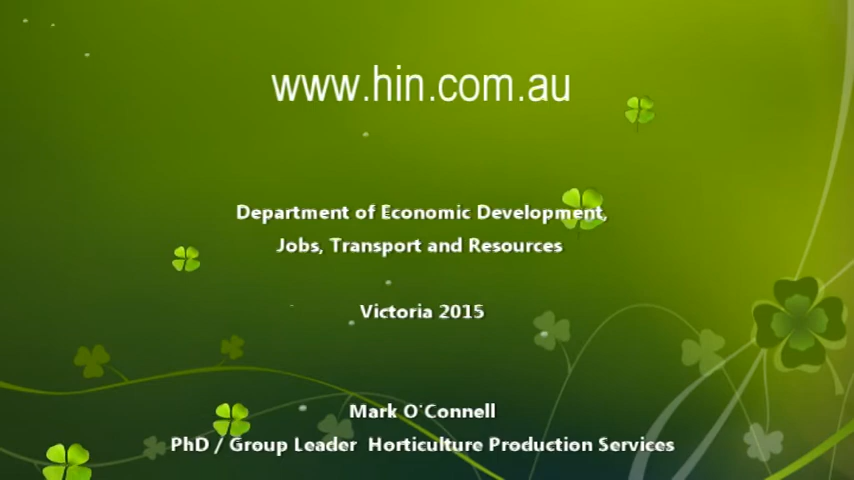 www.hin.com.au
Department of Economic Development,
Jobs, Transport and Resources
Victoria 2015
Mark O'Connell
PhD / Group Leader Horticulture Production Services